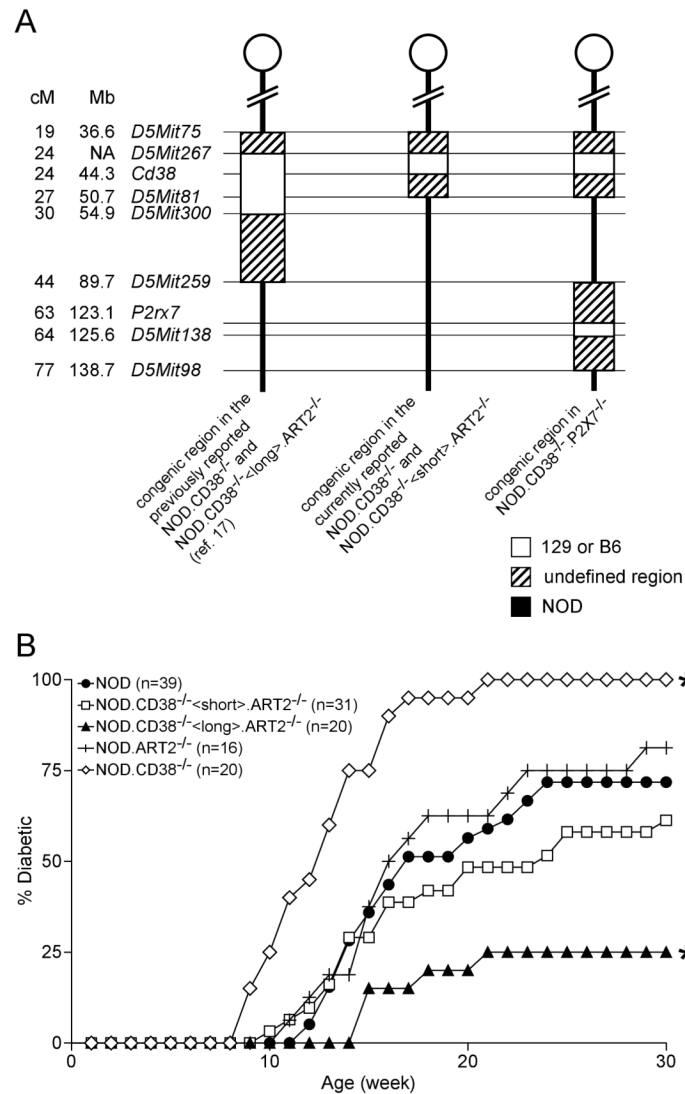 A
cM Mb
19 36.6 D5Mit75
24 NA D5Mit267
24 44.3 Cd38
27 50.7 D5Mit81
30 54.9 D5Mit300
44 89.7 D5Mit259
63 123.1 P2rx7
64 125.6 D5Mit138
77 138.7 D5Mit98
congenic region in the
previously reported
NOD.CD38-/- and
NOD.CD38-/-<long>.ART2-/-
(ref. 17)
congenic region in the
currently reported
NOD.CD38-/- and
NOD.CD38-/-<short>.ART2-/-
congenic region in
NOD.CD38-/-.P2X7-/-
129 or B6
undefined region
NOD
B
NOD (n=39)
NOD.CD38-/-<short>.ART2-/- (n=31)
NOD.CD38-/-<long>.ART2-/- (n=20)
NOD.ART2-/- (n=16)
NOD.CD38-/- (n=20)
% Diabetic
100
75
50
25
0
0 10 20 30
Age (week)